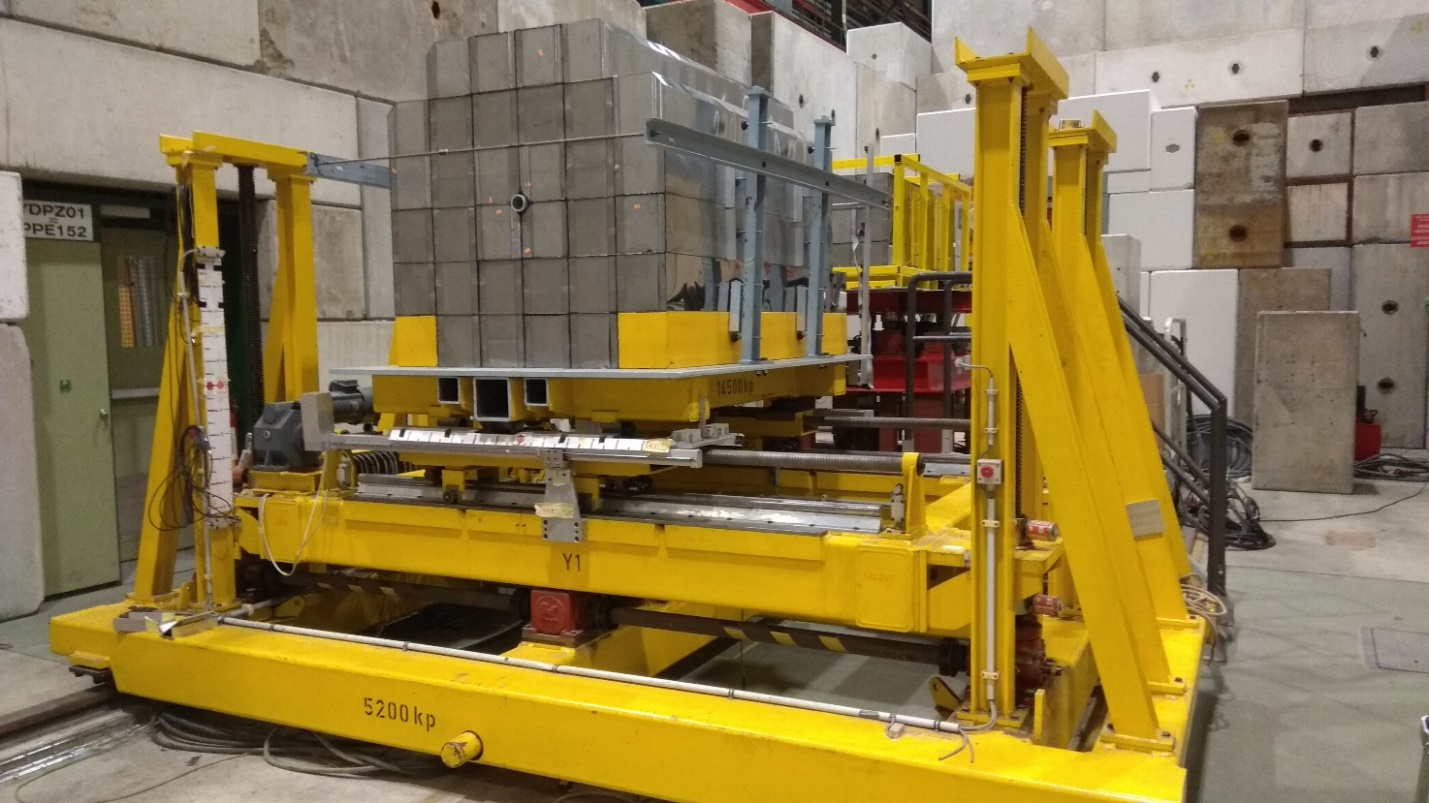 YDPZ01
=
PPE152
14500kp
Y1
5200kp